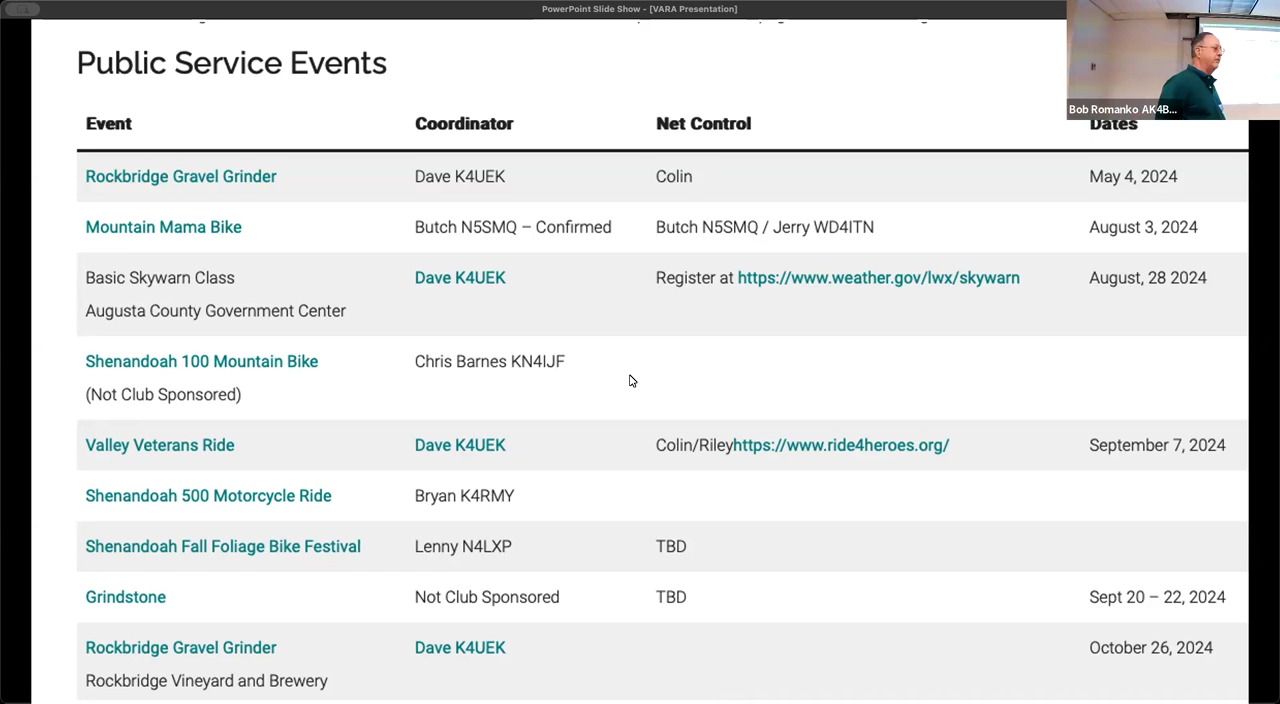 PowerPoint Slide Show - [VARA Presentation]
Public Service Events
Bob Romanko AK4B...
Event Coordinator Net Control Dates
Rockbridge Gravel Grinder Dave K4UEK Colin May 4, 2024
Mountain Mama Bike Butch N5SMQ – Confirmed Butch N5SMQ / Jerry WD4ITN August 3, 2024
Basic Skywarn Class Dave K4UEK Register at https://www.weather.gov/lwx/skywarn August, 28 2024
Augusta County Government Center
Shenandoah 100 Mountain Bike Chris Barnes KN4IJF
(Not Club Sponsored)
Valley Veterans Ride Dave K4UEK Colin/Rileyhttps://www.ride4heroes.org/ September 7, 2024
Shenandoah 500 Motorcycle Ride Bryan K4RMY
Shenandoah Fall Foliage Bike Festival Lenny N4LXP TBD
Grindstone Not Club Sponsored TBD Sept 20 – 22, 2024
Rockbridge Gravel Grinder Dave K4UEK October 26, 2024
Rockbridge Vineyard and Brewery